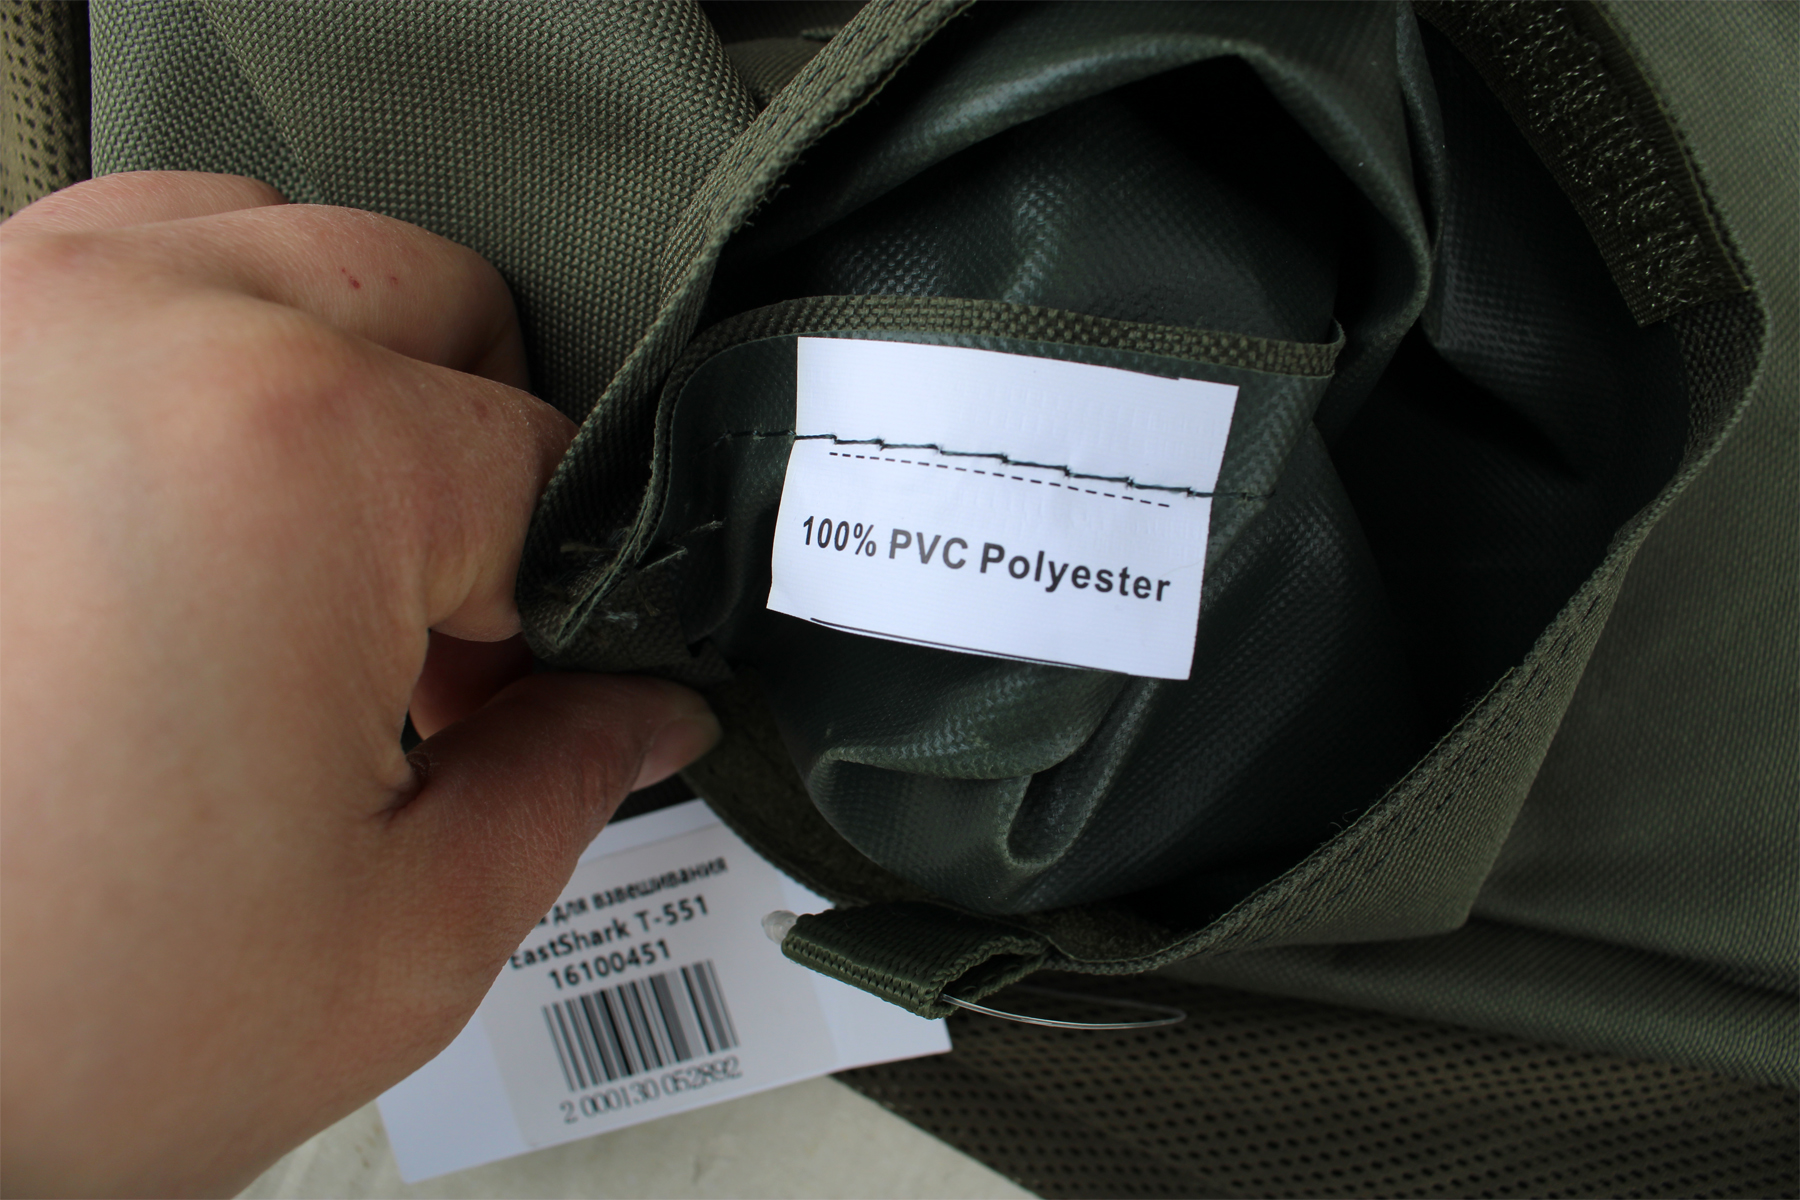 100% PVC Polyester
для взвешивания
EastShark T-551
16100451
2 000130 052892